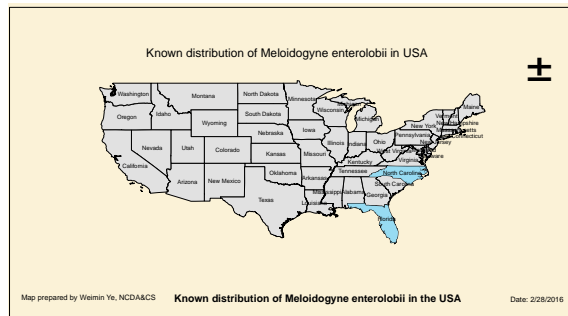 Known distribution of Meloidogyne enterolobii in USA
±
Washington
Montana
North Dakota
Minnesota
Maine
Oregon
Idaho
South Dakota
Wisconsin
Michigan
Vermont
Wyoming
New York
Nebraska
Iowa
Pennsylvania
Nevada
Utah
Colorado
Illinois
Indiana
Ohio
California
Kansas
Missouri
West Virginia
Virginia
Kentucky
Arizona
New Mexico
Oklahoma
Arkansas
Tennessee
North Carolina
South Carolina
Texas
Louisiana
Mississippi
Alabama
Georgia
Florida
Map prepared by Weimin Ye, NCDA&CS
Known distribution of Meloidogyne enterolobii in the USA
Date: 2/28/2016